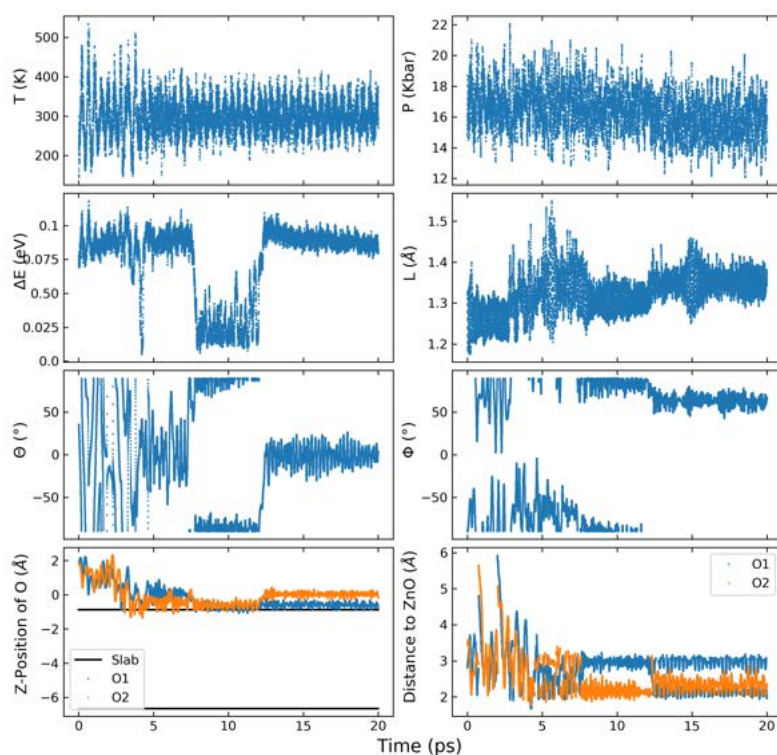 500
400
300
200
T (K)
22
20
18
16
14
12
P (Kbar)
0.1
0.075
0.050
0.025
0.0
ΔE (eV)
1.5
1.4
1.3
1.2
L (Å)
50
0
−50
Θ (°)
50
0
−50
Φ (°)
0
−2
−4
−6
Z-Position of O (Å)
Slab
O1
O2
0 5 10 15 20
6
5
4
3
2
Distance to ZnO (Å)
O1
O2
0 5 10 15 20
Time (ps)